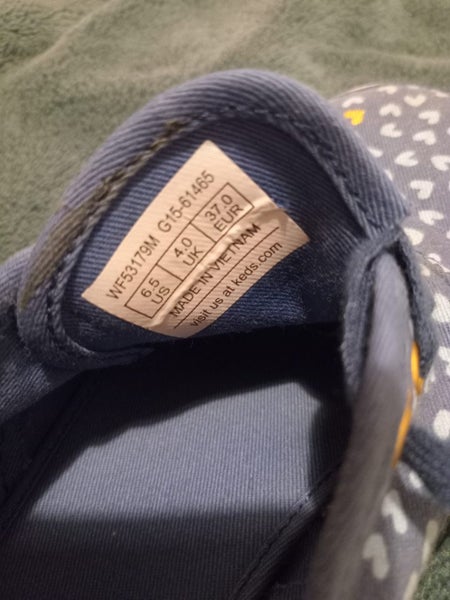 WF53179M G15-61465
6.5 4.0 37.0
US UK EUR
MADE IN VIETNAM
visit us at keds.com